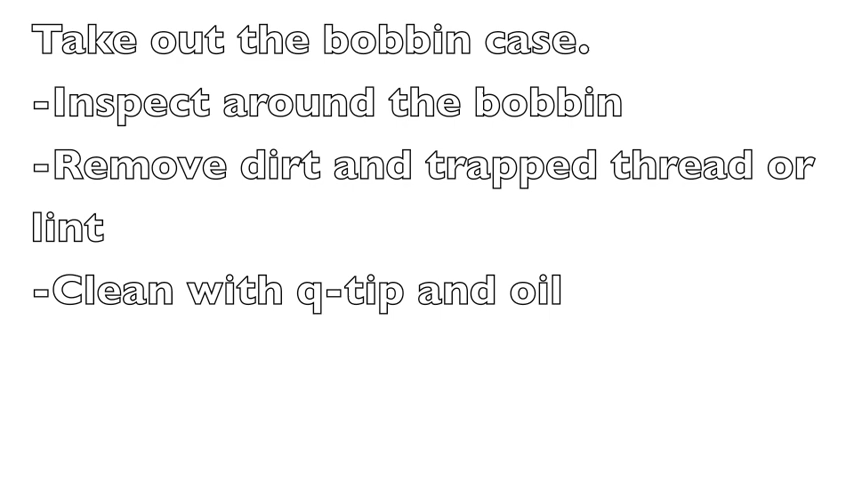 Take out the bobbin case.
-Inspect around the bobbin
-Remove dirt and trapped thread or
lint
-Clean with q-tip and oil